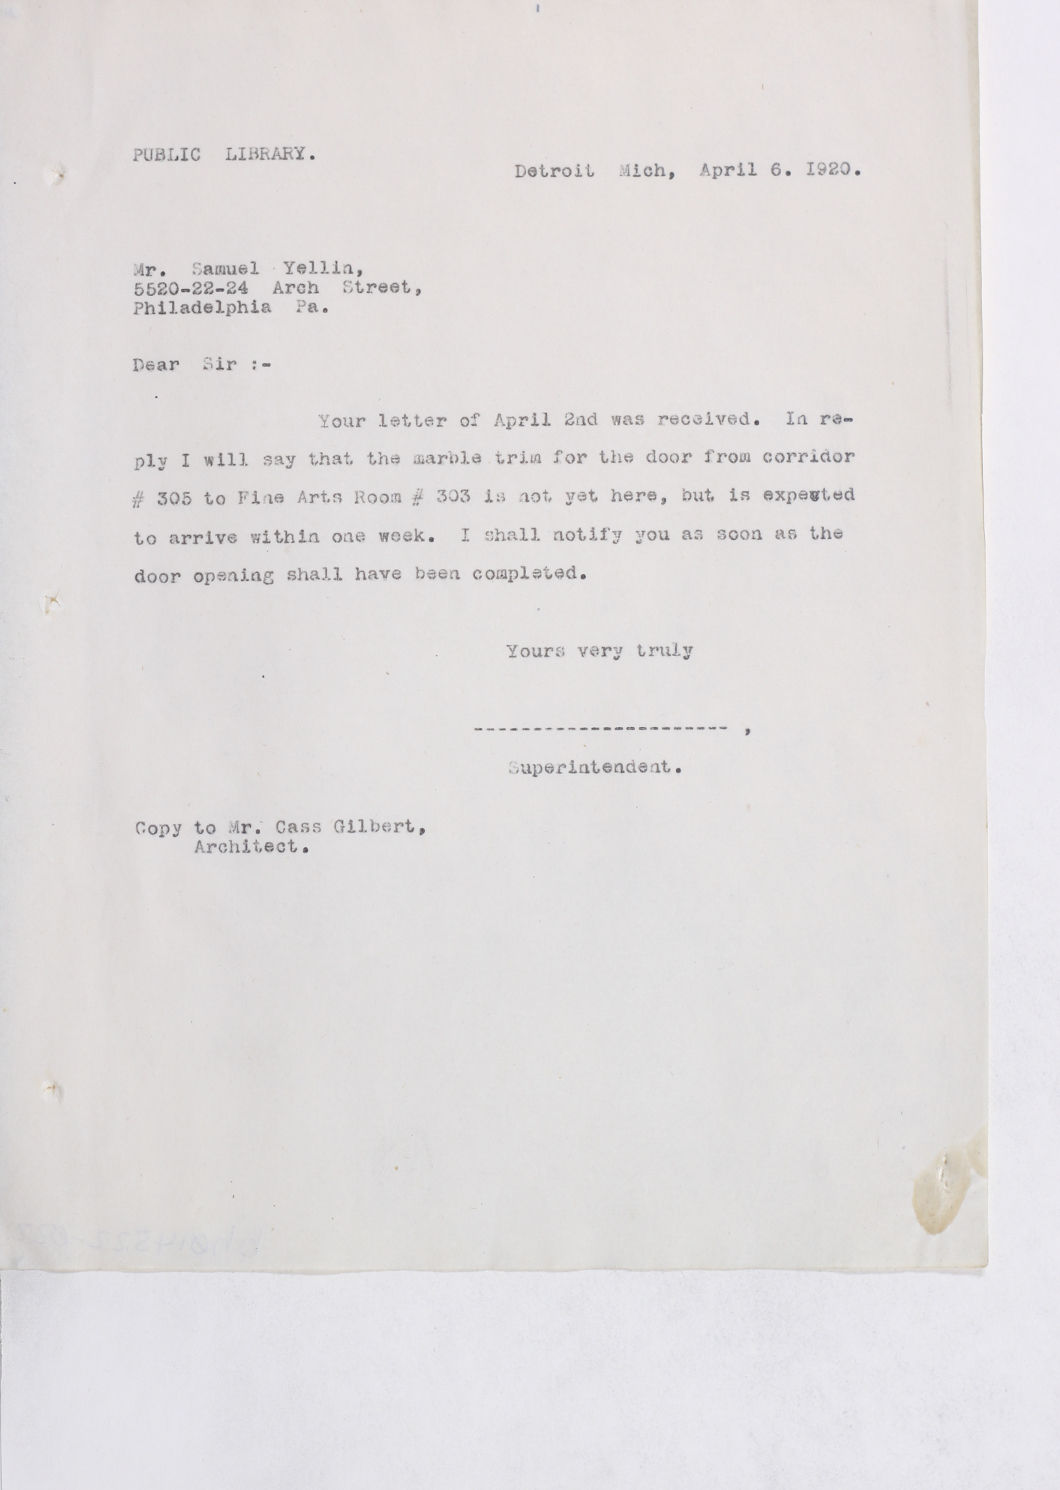 PUBLIC LIBRARY.
Detroit Mich, April 6. 1920.
Mr. Samuel Yellin,
5520-22-24 Arch Street,
Philadelphia Pa.
Dear Sir :-
Your letter of April 2nd was received. In re-
ply I will say that the marble trim for the door from corridor
# 305 to Fine Arts Room # 303 is not yet here, but is expected
to arrive within one week. I shall notify you as soon as the
door opening shall have been completed.
Yours very truly
---------------------- ,
Superintendent.
Copy to Mr. Cass Gilbert,
Architect.